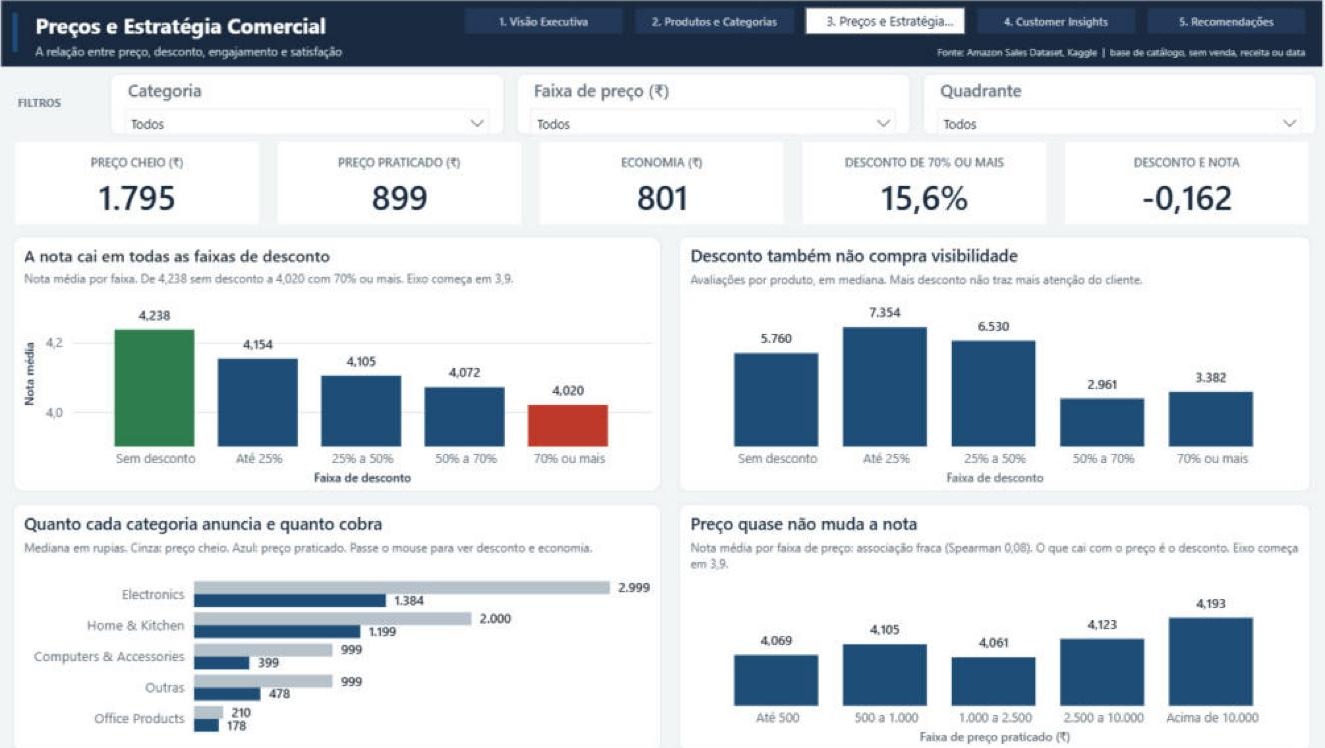 Preços e Estratégia Comercial
A relação entre preço, desconto, engajamento e satisfação
1. Visão Executiva
2. Produtos e Categorias
3. Preços e Estratégia...
4. Customer Insights
5. Recomendações
Fonte: Amazon Sales Dataset, Kaggle | base de catálogo, sem venda, receita ou data
FILTROS
Categoria
Todos
Faixa de preço (₹)
Todos
Quadrante
Todos
PREÇO CHEIO (₹)
1.795
PREÇO PRATICADO (₹)
899
ECONOMIA (₹)
801
DESCONTO DE 70% OU MAIS
15,6%
DESCONTO E NOTA
-0,162
A nota cai em todas as faixas de desconto
Nota média por faixa. De 4,238 sem desconto a 4,020 com 70% ou mais. Eixo começa em 3,9.
Nota média
4,2
4,0
4,238
4,154
4,105
4,072
4,020
Sem desconto
Até 25%
25% a 50%
50% a 70%
70% ou mais
Faixa de desconto
Desconto também não compra visibilidade
Avaliações por produto, em mediana. Mais desconto não traz mais atenção do cliente.
5.760
7.354
6.530
2.961
3.382
Sem desconto
Até 25%
25% a 50%
50% a 70%
70% ou mais
Faixa de desconto
Quanto cada categoria anuncia e quanto cobra
Mediana em rupias. Cinza: preço cheio. Azul: preço praticado. Passe o mouse para ver desconto e economia.
Electronics
2.999
1.384
Home & Kitchen
2.000
1.199
Computers & Accessories
999
399
Outras
999
478
Office Products
210
178
Preço quase não muda a nota
Nota média por faixa de preço: associação fraca (Spearman 0,08). O que cai com o preço é o desconto. Eixo começa
em 3,9.
4,069
4,105
4,061
4,123
4,193
Até 500
500 a 1.000
1.000 a 2.500
2.500 a 10.000
Acima de 10.000
Faixa de preço praticado (₹)